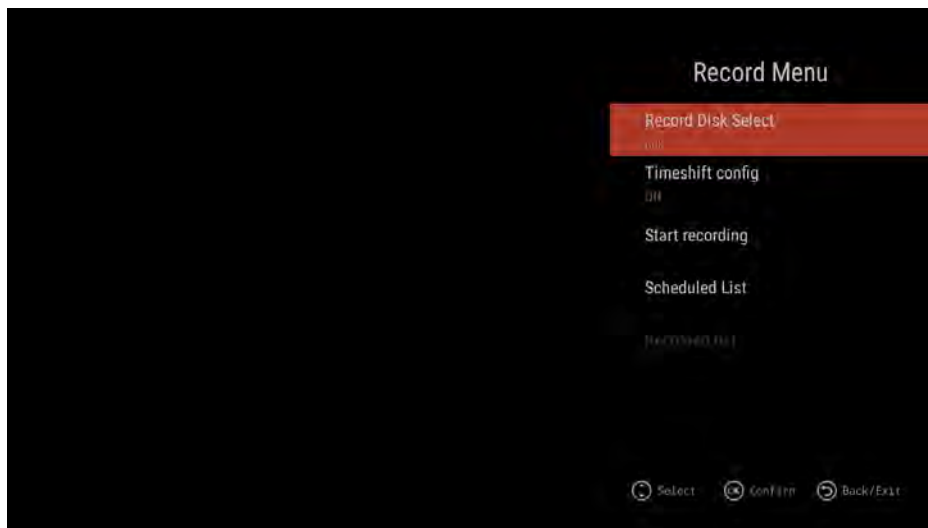 Record Menu
Record Disk Select
Timeshift config
Start recording
Scheduled List
Select Confirm Back/Exit